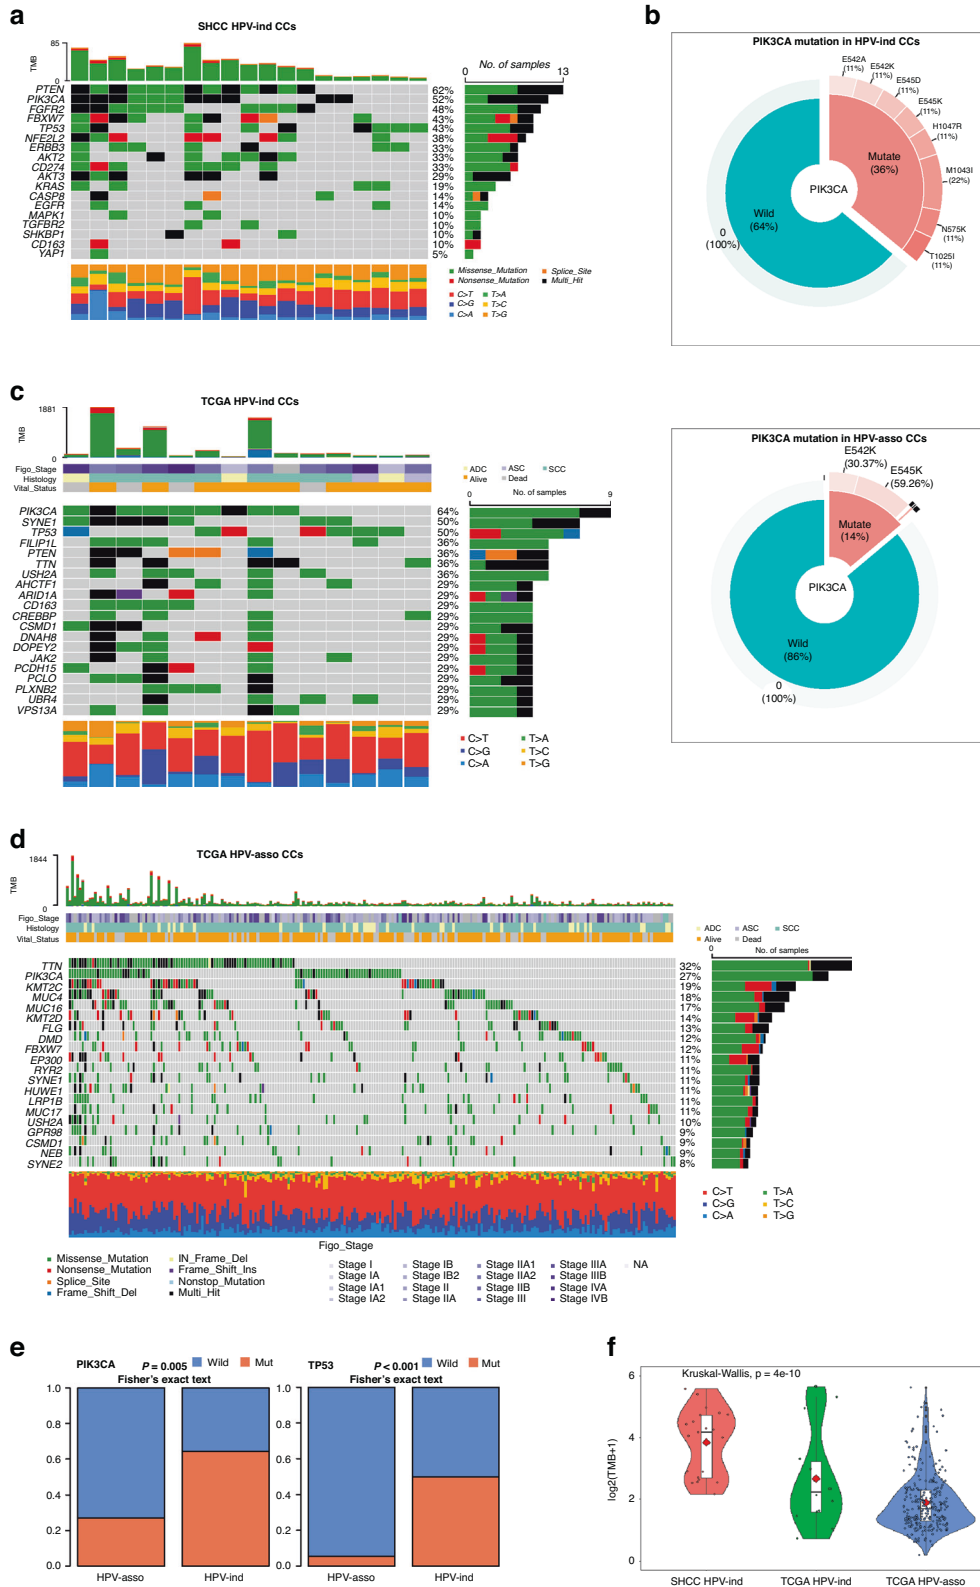 a
SHCC HPV-ind CCs
85
TMB
0
No. of samples
0 13
PTEN 62%
PIK3CA 52%
FGFR2 48%
FBXW7 43%
TP53 43%
NFE2L2 38%
ERBB3 33%
AKT2 33%
CD274 33%
AKT3 29%
KRAS 19%
CASP8 14%
EGFR 14%
MAPK1 10%
TGFBR2 10%
SHKBP1 10%
CD163 10%
YAP1 5%
Missense_Mutation Splice_Site
Nonsense_Mutation Multi_Hit
C>T T>A
C>G T>C
C>A T>G
b
PIK3CA mutation in HPV-ind CCs
E542A
(11%)
E542K
(11%)
E545D
(11%)
E545K
(11%)
H1047R
(11%)
M1043I
(22%)
N575K
(11%)
T1025I
(11%)
Mutate
(36%)
PIK3CA
Wild
(64%)
0
(100%)
PIK3CA mutation in HPV-asso CCs
E542K
(30.37%)
E545K
(59.26%)
Mutate
(14%)
PIK3CA
Wild
(86%)
0
(100%)
c
TCGA HPV-ind CCs
1881
TMB
0
Figo_Stage
Histology
Vital_Status
ADC ASC SCC
Alive Dead
No. of samples
0 9
PIK3CA 64%
SYNE1 50%
TP53 50%
FILIP1L 36%
PTEN 36%
TTN 36%
USH2A 36%
AHCTF1 29%
ARID1A 29%
CD163 29%
CREBBP 29%
CSMD1 29%
DNAH8 29%
DOPEY2 29%
JAK2 29%
PCDH15 29%
PCLO 29%
PLXNB2 29%
UBR4 29%
VPS13A 29%
C>T T>A
C>G T>C
C>A T>G
d
TCGA HPV-asso CCs
1844
TMB
0
Figo_Stage
Histology
Vital_Status
ADC ASC SCC
Alive Dead
No. of samples
0
TTN 32%
PIK3CA 27%
KMT2C 19%
MUC4 18%
MUC16 17%
KMT2D 14%
FLG 13%
DMD 12%
FBXW7 12%
EP300 11%
RYR2 11%
SYNE1 11%
HUWE1 11%
LRP1B 11%
MUC17 11%
USH2A 10%
GPR98 9%
CSMD1 9%
NEB 9%
SYNE2 8%
C>T T>A
C>G T>C
C>A T>G
Figo_Stage
Missense_Mutation IN_Frame_Del
Nonsense_Mutation Frame_Shift_Ins
Splice_Site Nonstop_Mutation
Frame_Shift_Del Multi_Hit
Stage I Stage IB Stage IIA1 Stage IIIA NA
Stage IA Stage IB2 Stage IIA2 Stage IIIB
Stage IA1 Stage II Stage IIB Stage IVA
Stage IA2 Stage IIA Stage III Stage IVB
e
PIK3CA P = 0.005 Wild Mut
Fisher's exact text
1.0
0.8
0.6
0.4
0.2
0.0
HPV-asso HPV-ind
TP53 P < 0.001 Wild Mut
Fisher's exact text
1.0
0.8
0.6
0.4
0.2
0.0
HPV-asso HPV-ind
f
Kruskal-Wallis, p = 4e-10
log2(TMB+1)
6
4
2
0
SHCC HPV-ind TCGA HPV-ind TCGA HPV-asso